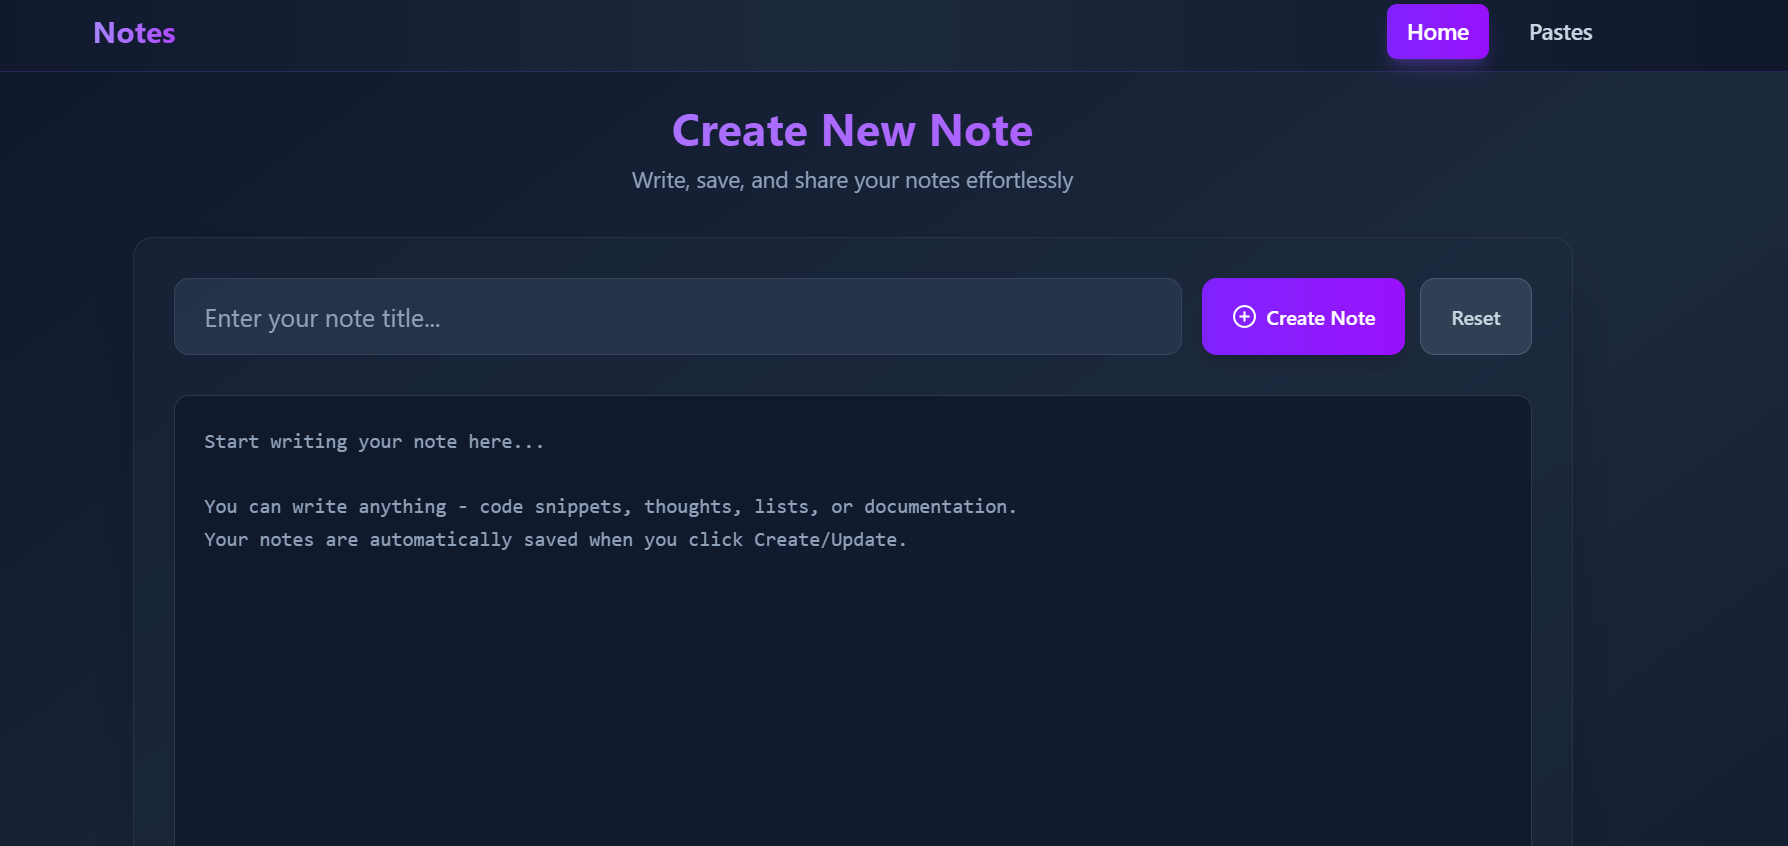 Notes
Home
Pastes
Create New Note
Write, save, and share your notes effortlessly
Enter your note title...
Create Note
Reset
Start writing your note here...
You can write anything - code snippets, thoughts, lists, or documentation.
Your notes are automatically saved when you click Create/Update.